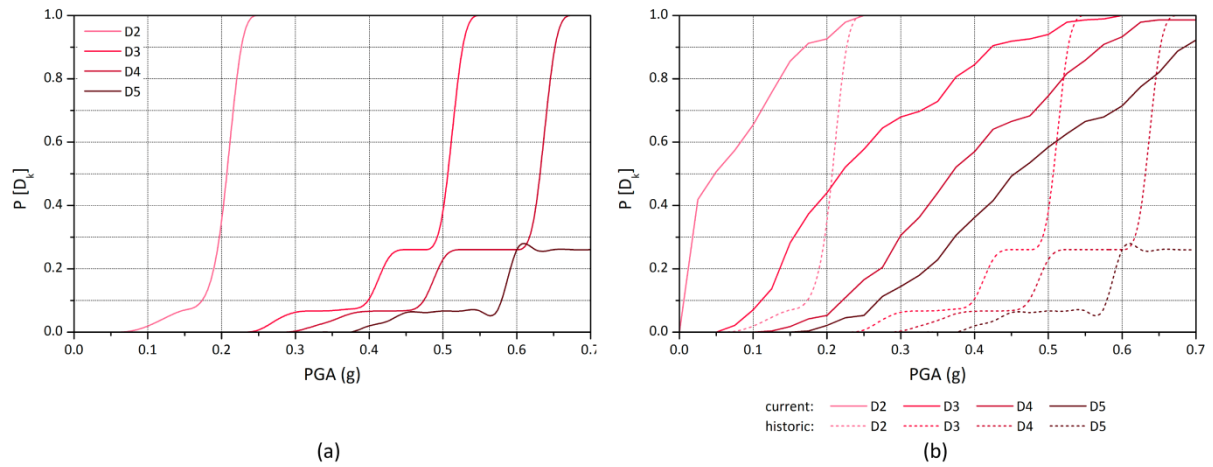 P [Dk]
1.0
0.8
0.6
0.4
0.2
0.0
D2
D3
D4
D5
0.0 0.1 0.2 0.3 0.4 0.5 0.6 0.7
PGA (g)
(a)
P [Dk]
1.0
0.8
0.6
0.4
0.2
0.0
0.0 0.1 0.2 0.3 0.4 0.5 0.6 0.7
PGA (g)
current: D2 D3 D4 D5
historic: D2 D3 D4 D5
(b)